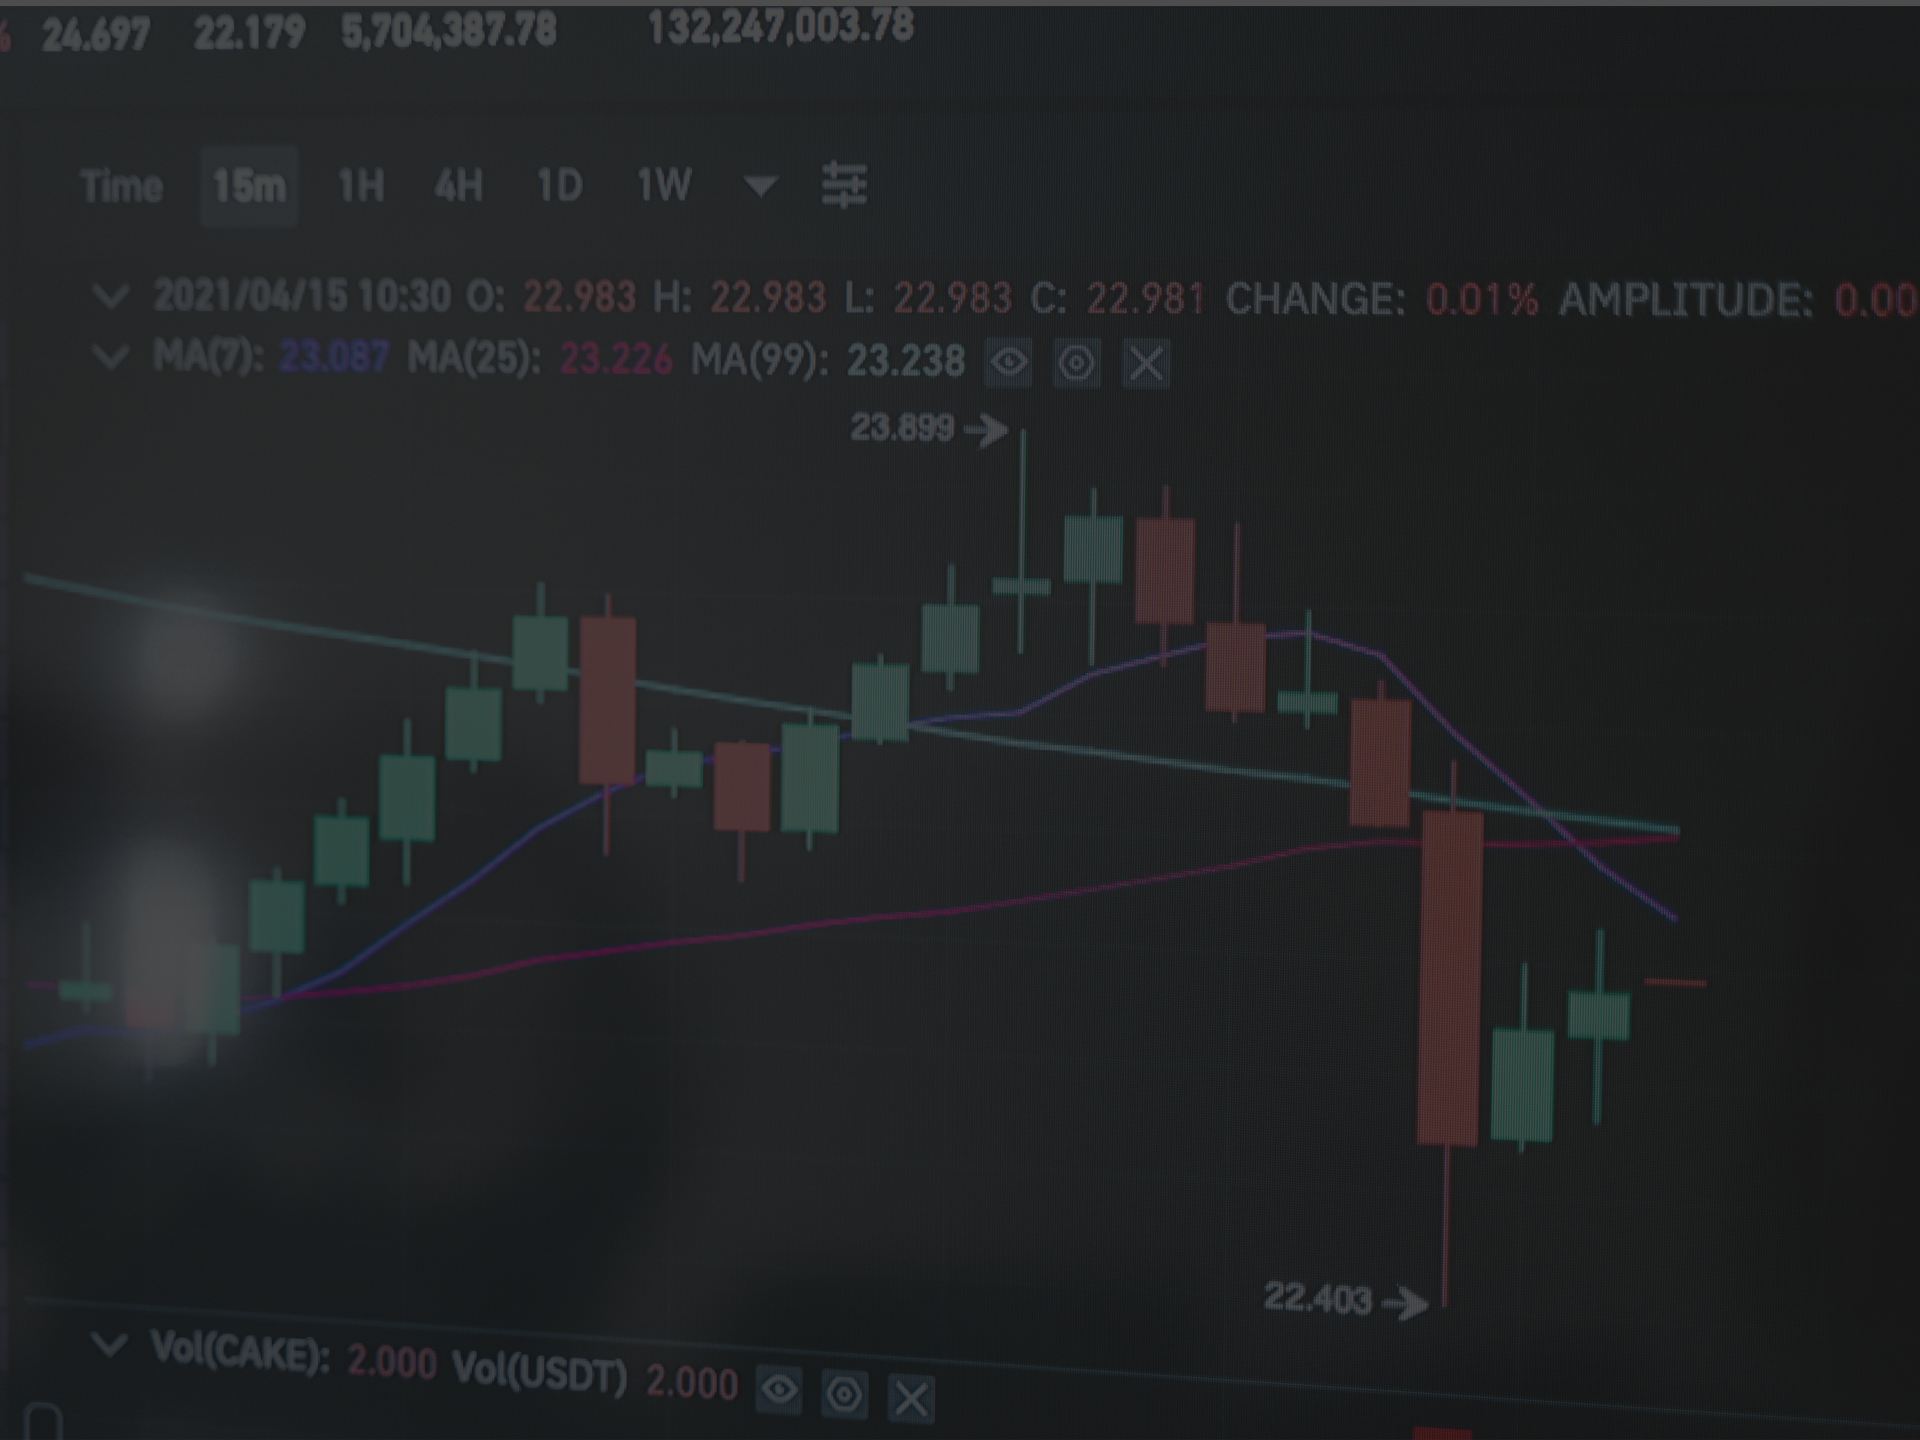 % 24.697 22.179 5,704,387.78 132,247,003.78
Time 15m 1H 4H 1D 1W
2021/04/15 10:30 O: 22.983 H: 22.983 L: 22.983 C: 22.981 CHANGE: 0.01% AMPLITUDE: 0.00
MA(7): 23.087 MA(25): 23.226 MA(99): 23.238
23.899
22.403
Vol(CAKE): 2.000 Vol(USDT) 2.000